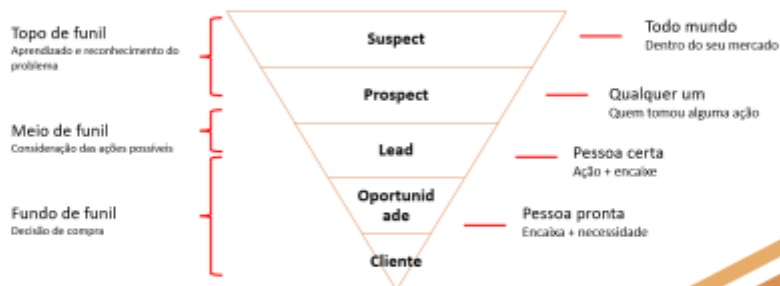 Topo de funil
Aprendizado e reconhecimento do
problema
Meio de funil
Consideração das ações possíveis
Fundo de funil
Decisão de compra
Suspect
Prospect
Lead
Oportunid
ade
Cliente
Todo mundo
Dentro do seu mercado
Qualquer um
Quem tomou alguma ação
Pessoa certa
Ação + encaixe
Pessoa pronta
Encaixa + necessidade